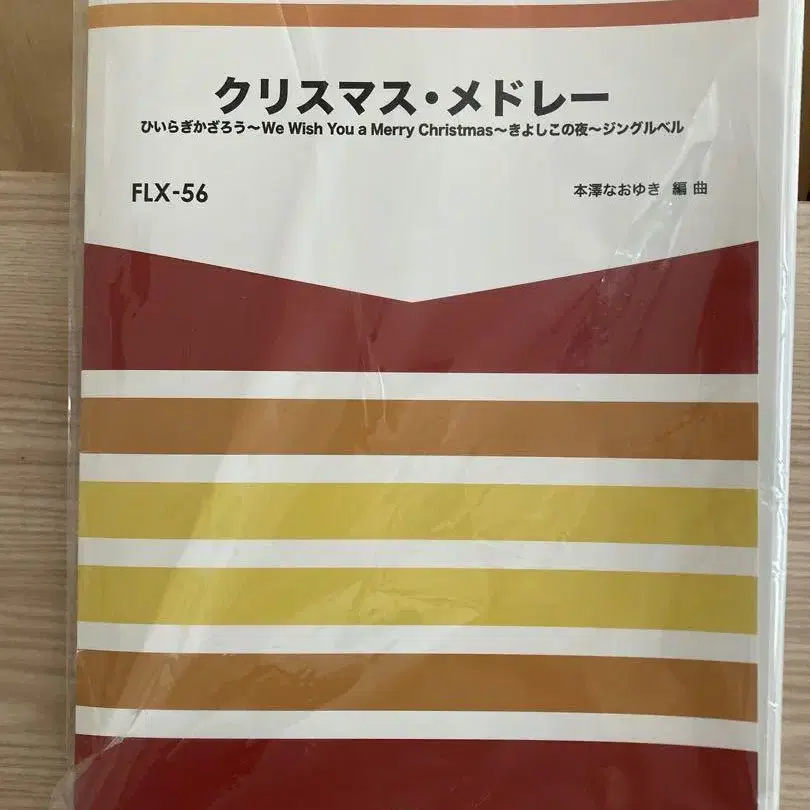 クリスマス・メドレー
ひいらぎかざろう〜We Wish You a Merry Christmas〜きよしこの夜〜ジングルベル
FLX-56
本澤なおゆき 編曲